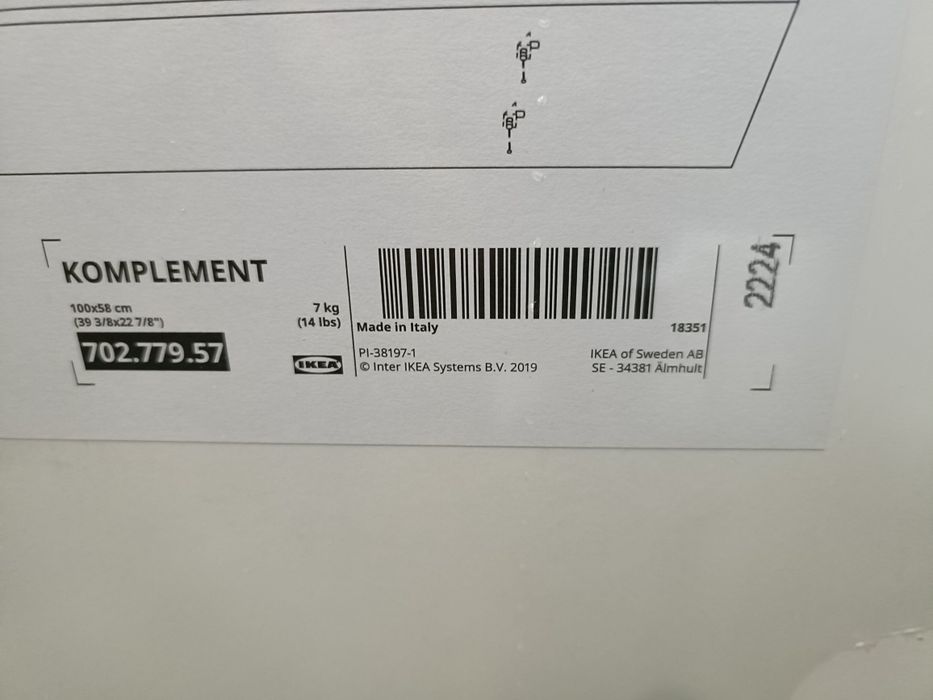 KOMPLEMENT
100x58 cm
(39 3/8x22 7/8")
7 kg
(14 lbs)
702.779.57
IKEA
Made in Italy
18351
PI-38197-1
© Inter IKEA Systems B.V. 2019
IKEA of Sweden AB
SE - 34381 Älmhult
2224